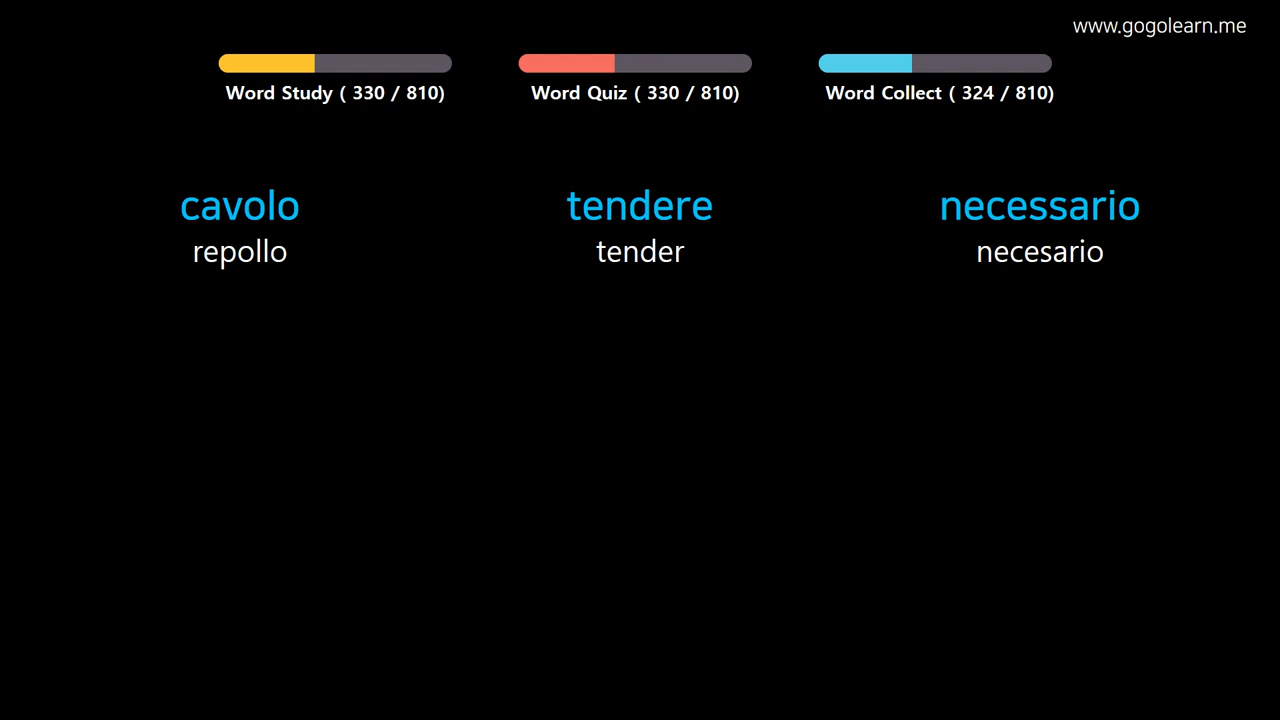 www.gogolearn.me
Word Study ( 330 / 810)
Word Quiz ( 330 / 810)
Word Collect ( 324 / 810)
cavolo
repollo
tendere
tender
necessario
necesario